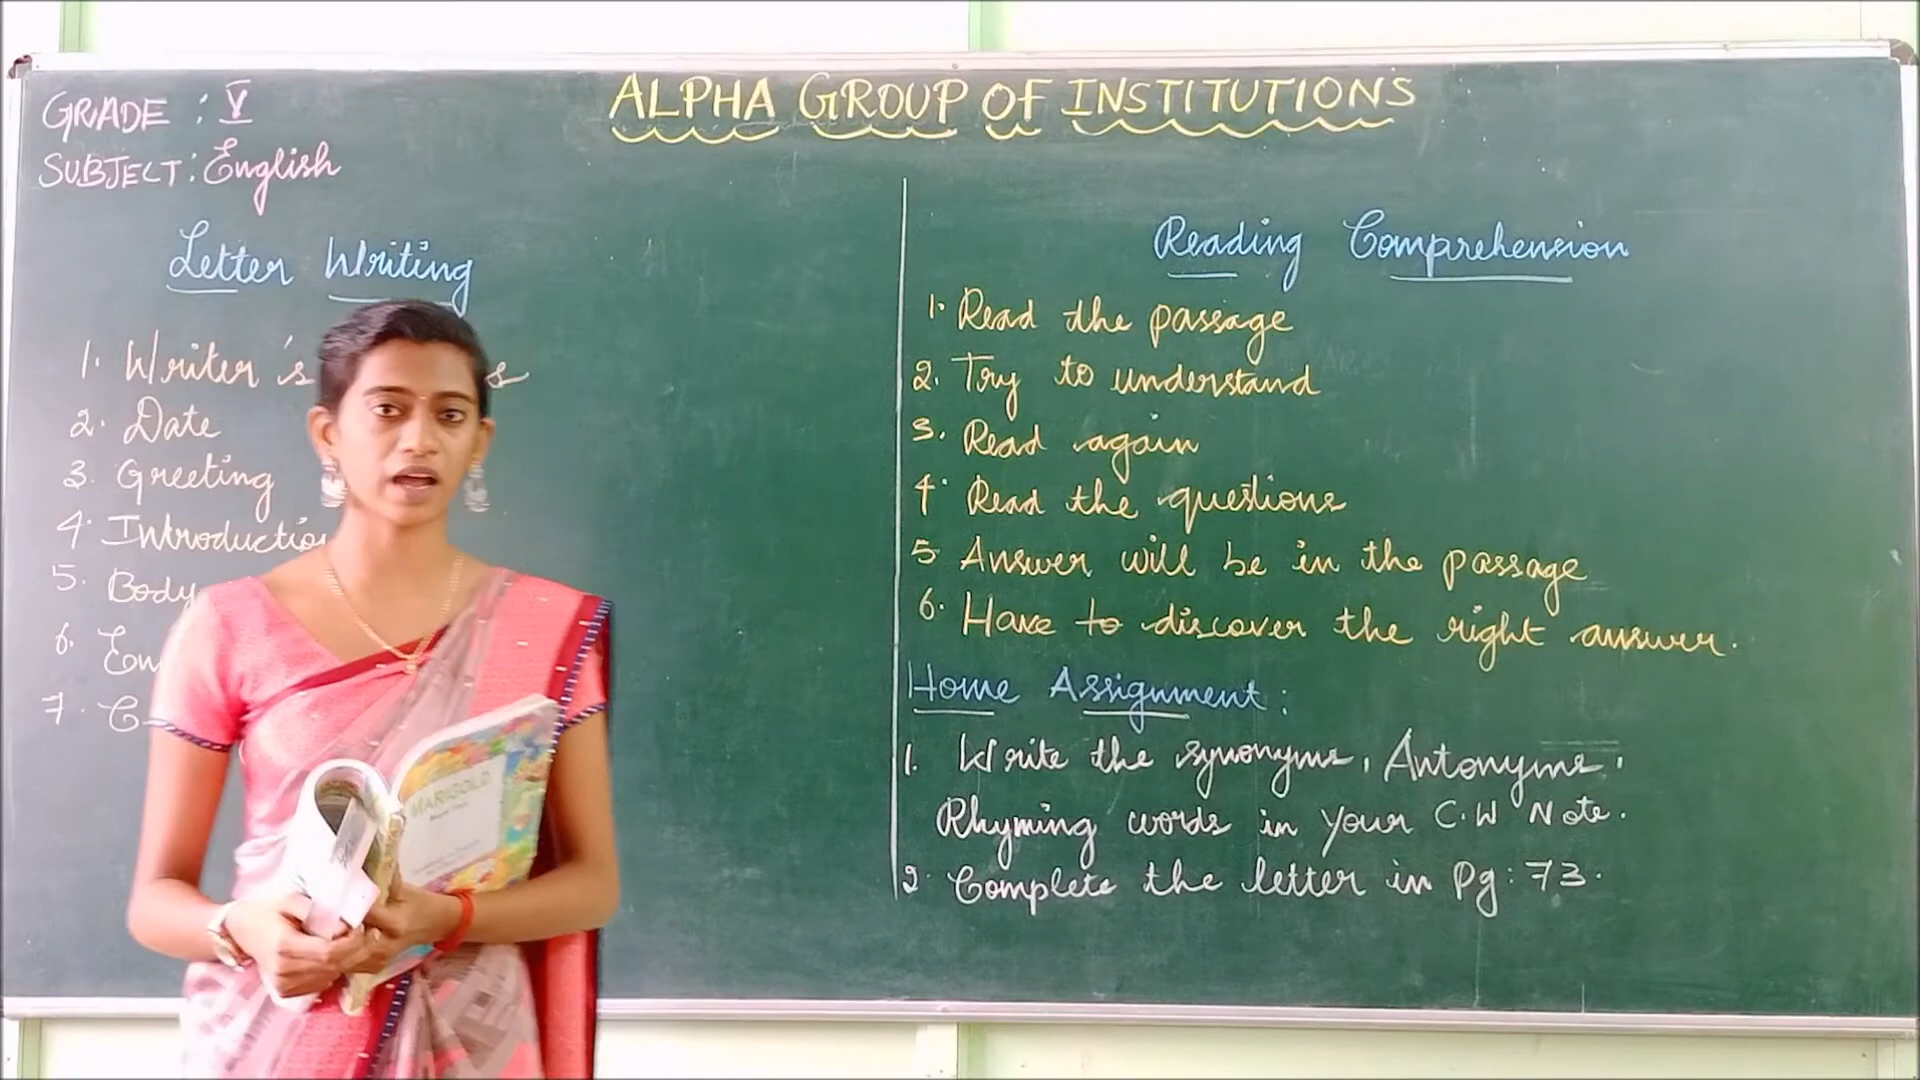 ALPHA GROUP OF INSTITUTIONS
GRADE : V
SUBJECT : English
Letter Writing
1. Writer's
2. Date
3. Greeting
4. Introduction
5. Body
6.
7.
Reading Comprehension
1. Read the passage
2. Try to understand
3. Read again
4. Read the questions
5 Answer will be in the passage
6. Have to discover the right answer.
Home Assignment :
1. Write the synonyms, Antonyms,
Rhyming words in your C.W Note.
2. Complete the letter in Pg : 73.
MARIGOLD